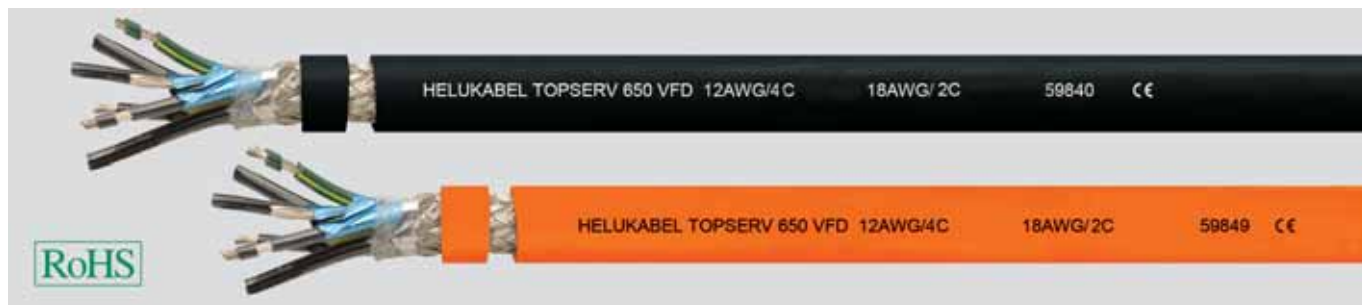 HELUKABEL TOPSERV 650 VFD 12AWG/4C 18AWG/2C 59840 CE
HELUKABEL TOPSERV 650 VFD 12AWG/4C 18AWG/2C 59849 CE
RoHS